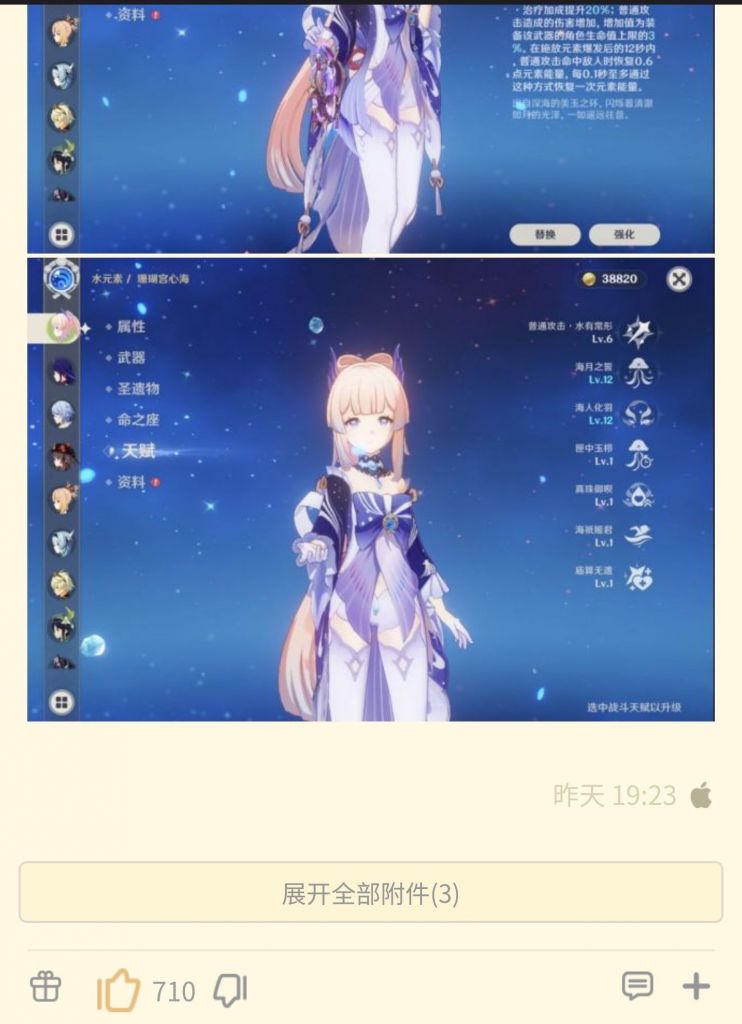 资料
· 治疗加成提升20%；普通攻
击造成的伤害增加，增加值为装
备该武器的角色生命值上限的3
%。在施放元素爆发后的12秒内
，普通攻击命中敌人时恢复0.6
点元素能量，每0.1秒至多通过
这种方式恢复一次元素能量。
出自深海的美玉之环，闪烁着清澈
如月的光泽，一如遥远往昔。
替换
强化
水元素 / 珊瑚宫心海
38820
属性
武器
圣遗物
命之座
天赋
资料
普通攻击·水有常形
Lv.6
海月之誓
Lv.12
海人化羽
Lv.12
匣中玉栉
Lv.1
真珠御呗
Lv.1
海祇姬君
Lv.1
庙算无遗
Lv.1
选中战斗天赋以升级
昨天 19:23
展开全部附件(3)
710